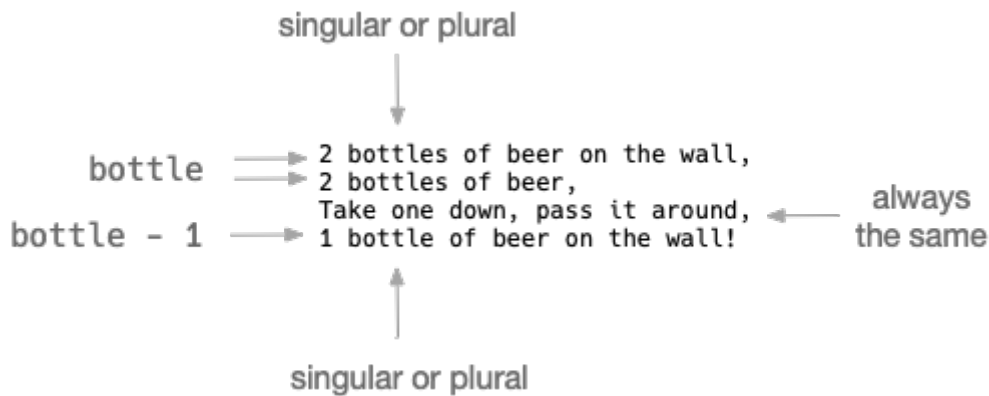 singular or plural
bottle
2 bottles of beer on the wall,
2 bottles of beer,
Take one down, pass it around,
bottle - 1
1 bottle of beer on the wall!
always
the same
singular or plural